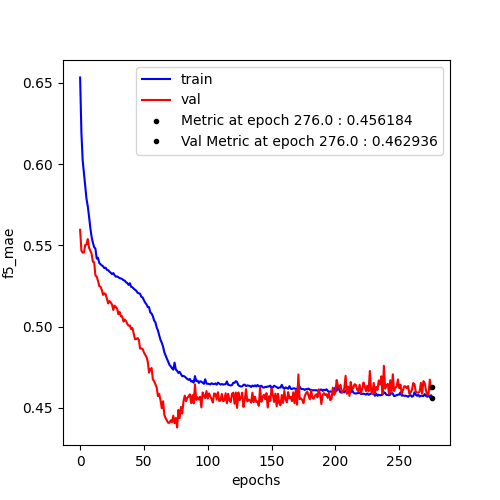 train
val
Metric at epoch 276.0 : 0.456184
Val Metric at epoch 276.0 : 0.462936
0.65
0.60
0.55
0.50
0.45
f5_mae
0 50 100 150 200 250
epochs